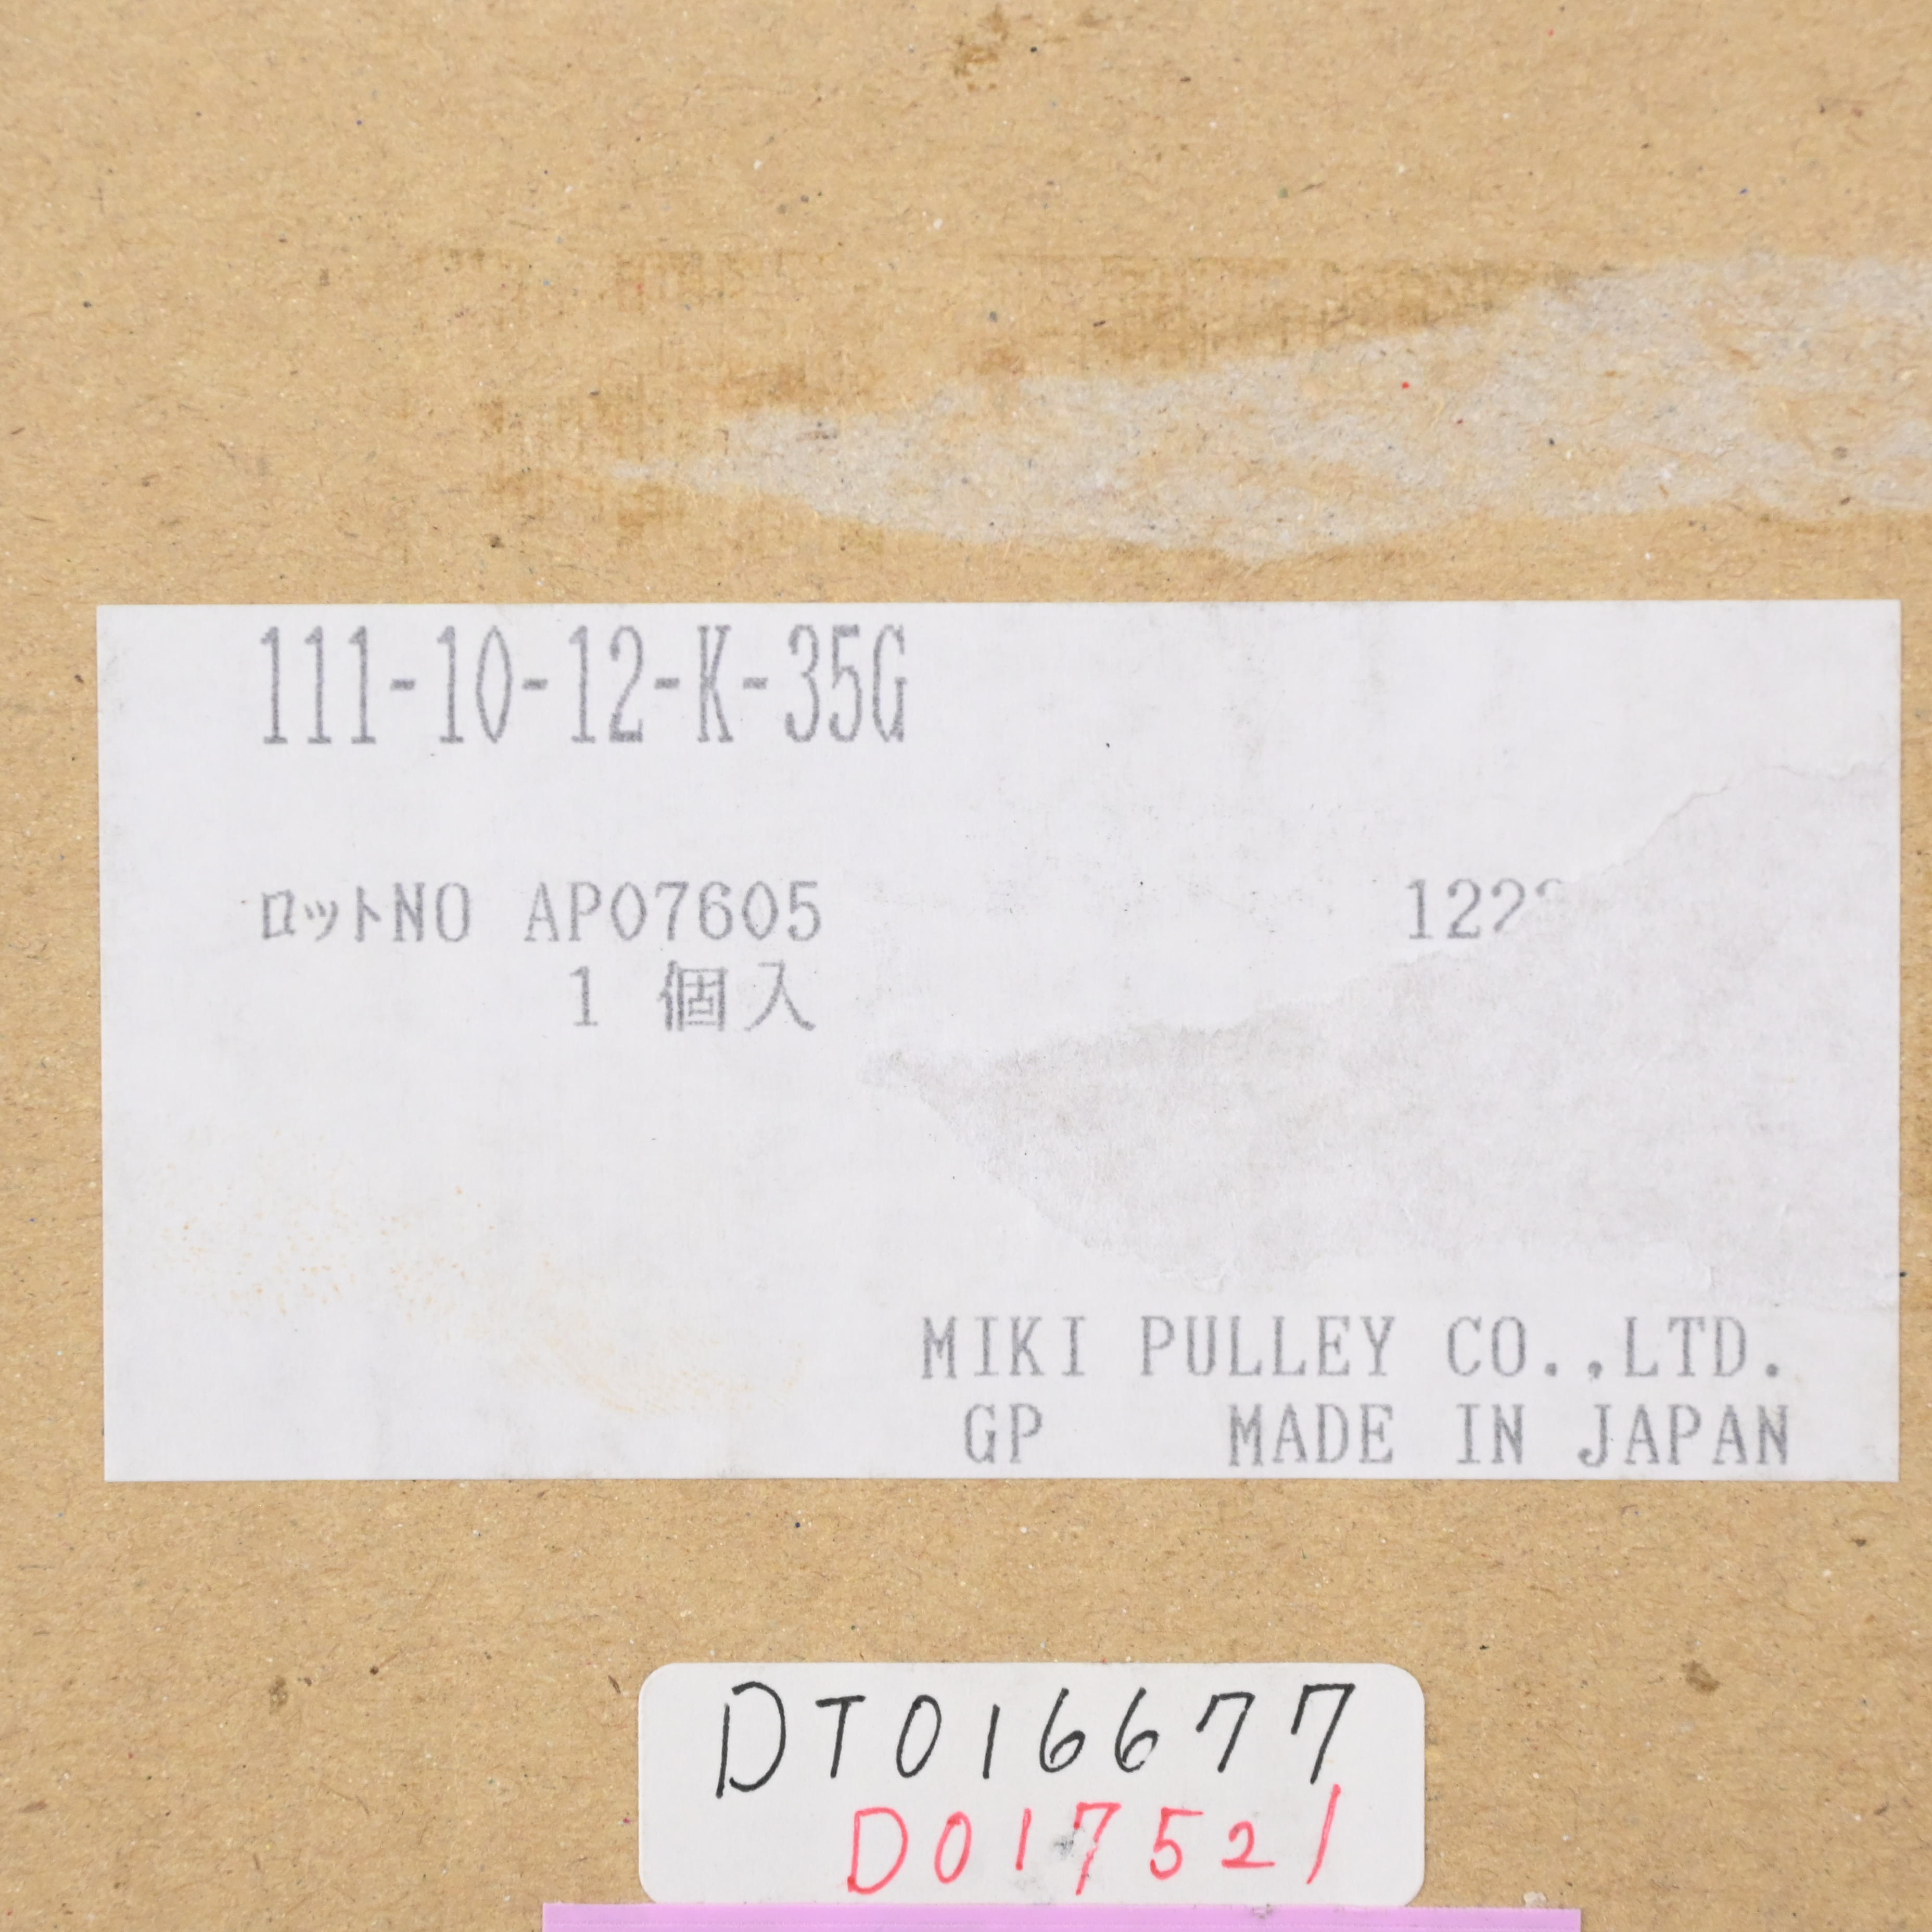 111-10-12-K-35G
ロットNO AP07605
1 個入
MIKI PULLEY CO.,LTD.
GP MADE IN JAPAN
DT016677
D017521